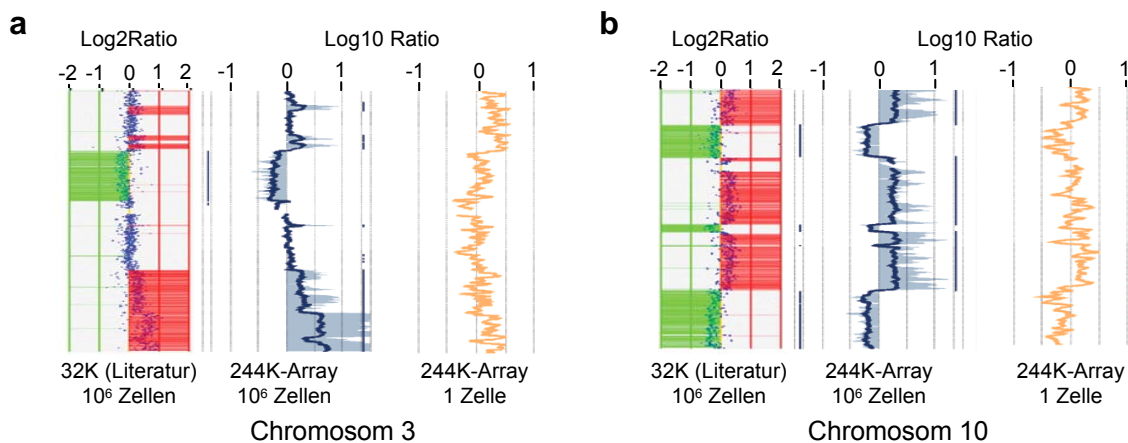 a
Log2Ratio
Log10 Ratio
-2 -1 0 1 2
-1 0 1
0 1
32K (Literatur)
10⁶ Zellen
244K-Array
10⁶ Zellen
244K-Array
1 Zelle
Chromosom 3
b
Log2Ratio
Log10 Ratio
-2 -1 0 1 2
-1 0 1
-1 0 1
32K (Literatur)
10⁶ Zellen
244K-Array
10⁶ Zellen
244K-Array
1 Zelle
Chromosom 10